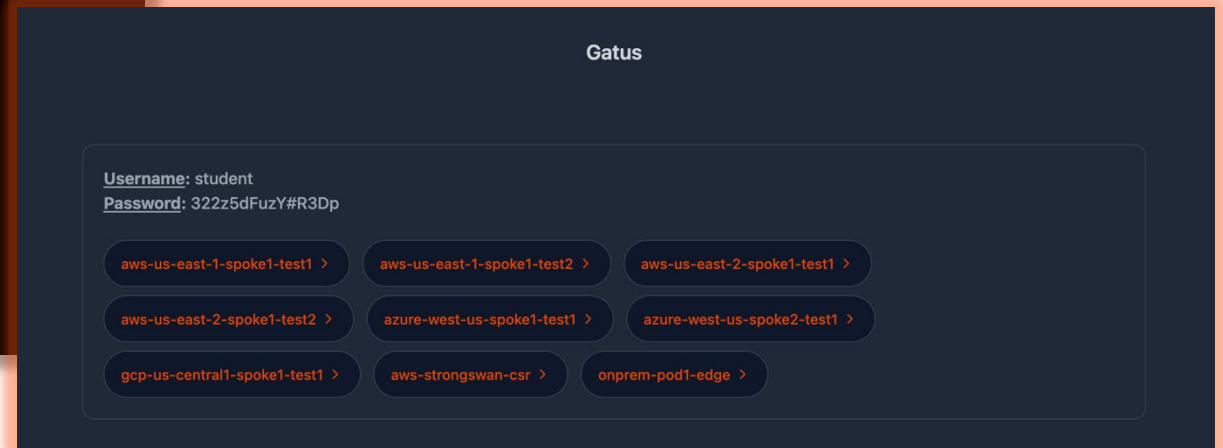 Gatus
Username: student
Password: 322z5dFuzY#R3Dp
aws-us-east-1-spoke1-test1 > aws-us-east-1-spoke1-test2 > aws-us-east-2-spoke1-test1 >
aws-us-east-2-spoke1-test2 > azure-west-us-spoke1-test1 > azure-west-us-spoke2-test1 >
gcp-us-central1-spoke1-test1 > aws-strongswan-csr > onprem-pod1-edge >